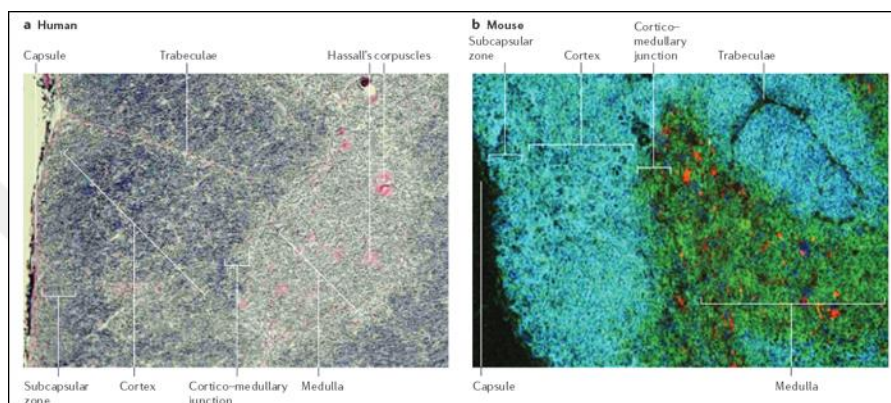 a Human
Capsule
Trabeculae
Hassall's corpuscles
Subcapsular
zone
Cortex
Cortico–medullary
junction
Medulla
b Mouse
Subcapsular
zone
Cortex
Cortico–
medullary
junction
Trabeculae
Capsule
Medulla